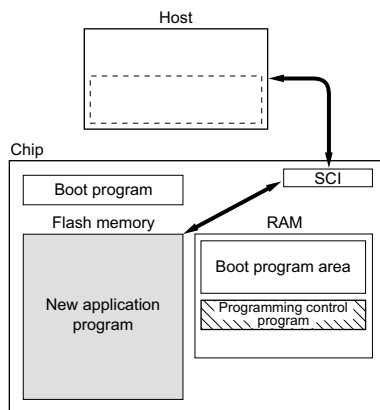 Host
Chip
SCI
Boot program
Flash memory
RAM
New application
program
Boot program area
Programming control
program